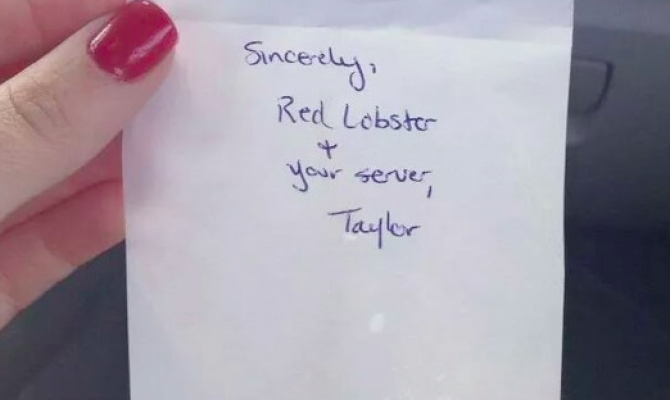 Sincerely,
Red Lobster
+
your server,
Taylor